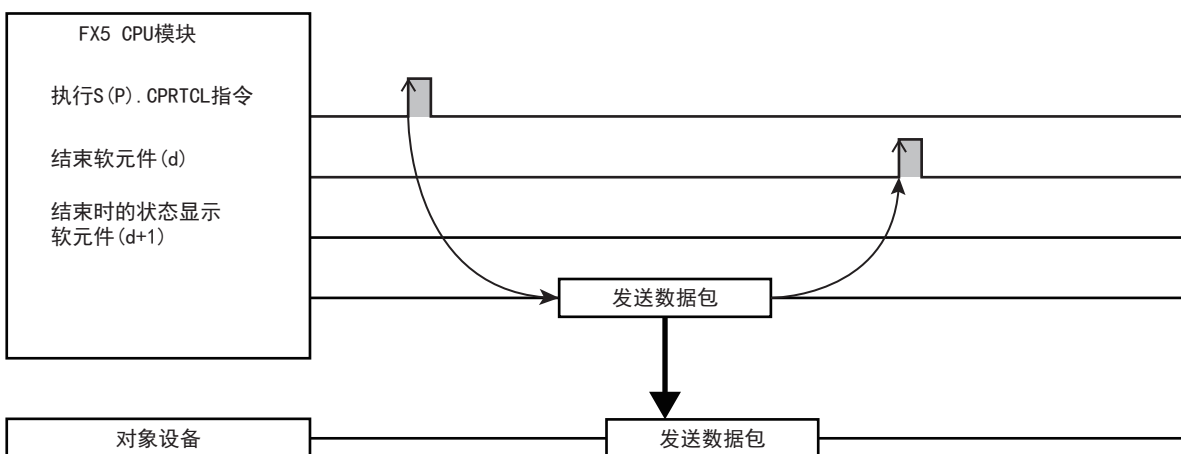 FX5 CPU模块
执行S(P).CPRTCL指令
结束软元件(d)
结束时的状态显示
软元件(d+1)
发送数据包
对象设备
发送数据包